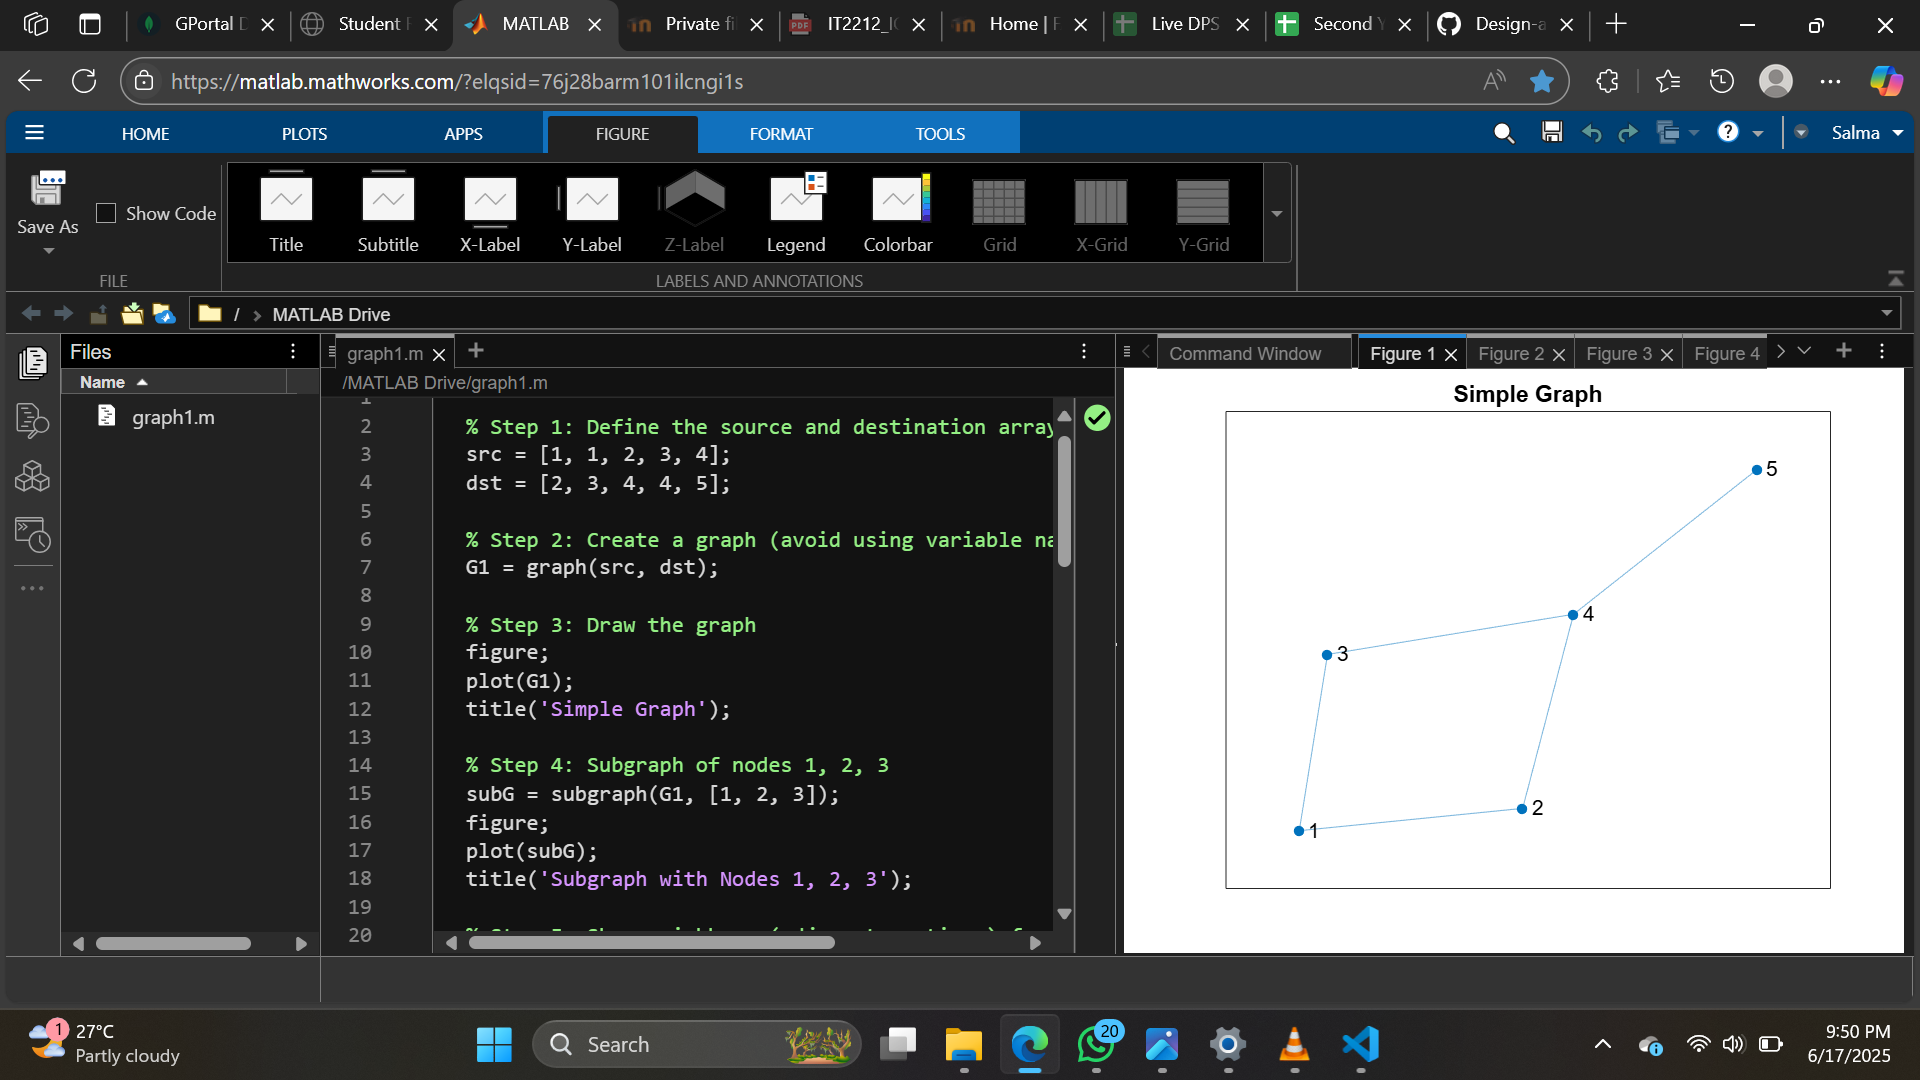 GPortal D
Student F
MATLAB
Private fi
IT2212_I
Home | F
Live DPS
Second Y
Design-a
https://matlab.mathworks.com/?elqsid=76j28barm101ilcngi1s
HOME
PLOTS
APPS
FIGURE
FORMAT
TOOLS
Salma
Save As
Show Code
Title
Subtitle
X-Label
Y-Label
Z-Label
Legend
Colorbar
Grid
X-Grid
Y-Grid
FILE
LABELS AND ANNOTATIONS
/ > MATLAB Drive
Files
Name
graph1.m
graph1.m
/MATLAB Drive/graph1.m
1
2 % Step 1: Define the source and destination array
3 src = [1, 1, 2, 3, 4];
4 dst = [2, 3, 4, 4, 5];
5
6 % Step 2: Create a graph (avoid using variable na
7 G1 = graph(src, dst);
8
9 % Step 3: Draw the graph
10 figure;
11 plot(G1);
12 title('Simple Graph');
13
14 % Step 4: Subgraph of nodes 1, 2, 3
15 subG = subgraph(G1, [1, 2, 3]);
16 figure;
17 plot(subG);
18 title('Subgraph with Nodes 1, 2, 3');
19
20
Command Window
Figure 1
Figure 2
Figure 3
Figure 4
Simple Graph
5
4
3
2
1
1
27°C
Partly cloudy
Search
20
9:50 PM
6/17/2025